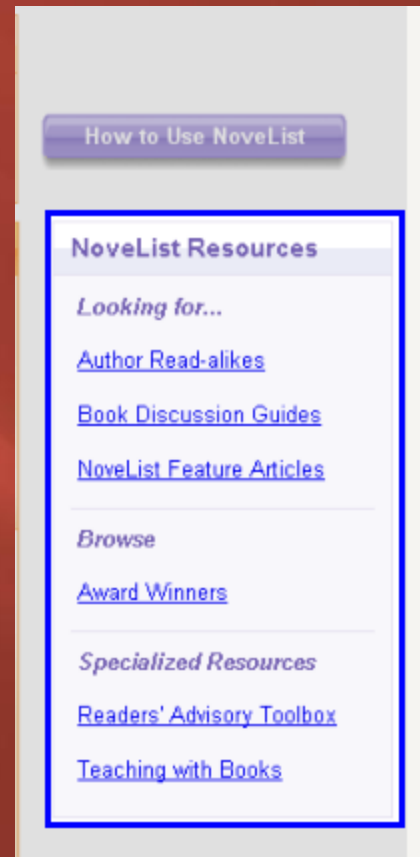 How to Use NoveList
NoveList Resources
Looking for...
Author Read-alikes
Book Discussion Guides
NoveList Feature Articles
Browse
Award Winners
Specialized Resources
Readers' Advisory Toolbox
Teaching with Books